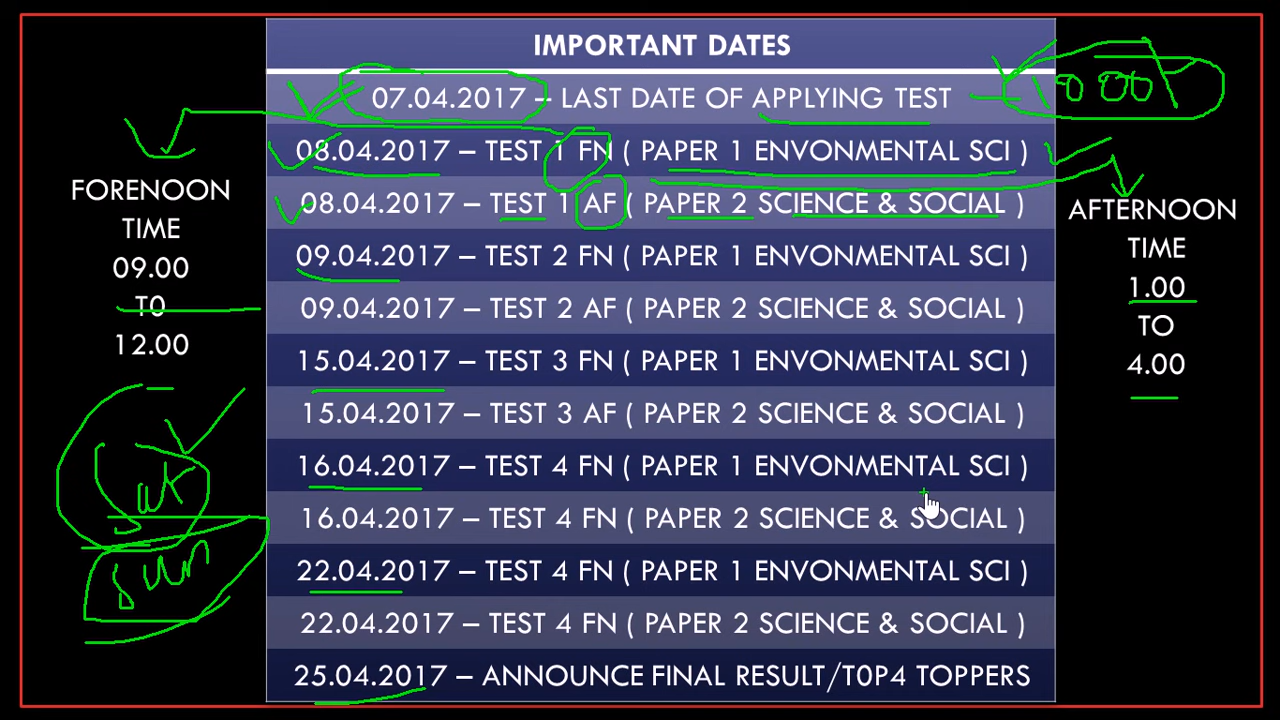 IMPORTANT DATES
07.04.2017 – LAST DATE OF APPLYING TEST
08.04.2017 – TEST 1 FN ( PAPER 1 ENVONMENTAL SCI )
08.04.2017 – TEST 1 AF ( PAPER 2 SCIENCE & SOCIAL )
09.04.2017 – TEST 2 FN ( PAPER 1 ENVONMENTAL SCI )
09.04.2017 – TEST 2 AF ( PAPER 2 SCIENCE & SOCIAL )
15.04.2017 – TEST 3 FN ( PAPER 1 ENVONMENTAL SCI )
15.04.2017 – TEST 3 AF ( PAPER 2 SCIENCE & SOCIAL )
16.04.2017 – TEST 4 FN ( PAPER 1 ENVONMENTAL SCI )
16.04.2017 – TEST 4 FN ( PAPER 2 SCIENCE & SOCIAL )
22.04.2017 – TEST 4 FN ( PAPER 1 ENVONMENTAL SCI )
22.04.2017 – TEST 4 FN ( PAPER 2 SCIENCE & SOCIAL )
25.04.2017 – ANNOUNCE FINAL RESULT/T0P4 TOPPERS
FORENOON
TIME
09.00
T0
12.00
Sat
Sun
AFTERNOON
TIME
1.00
TO
4.00